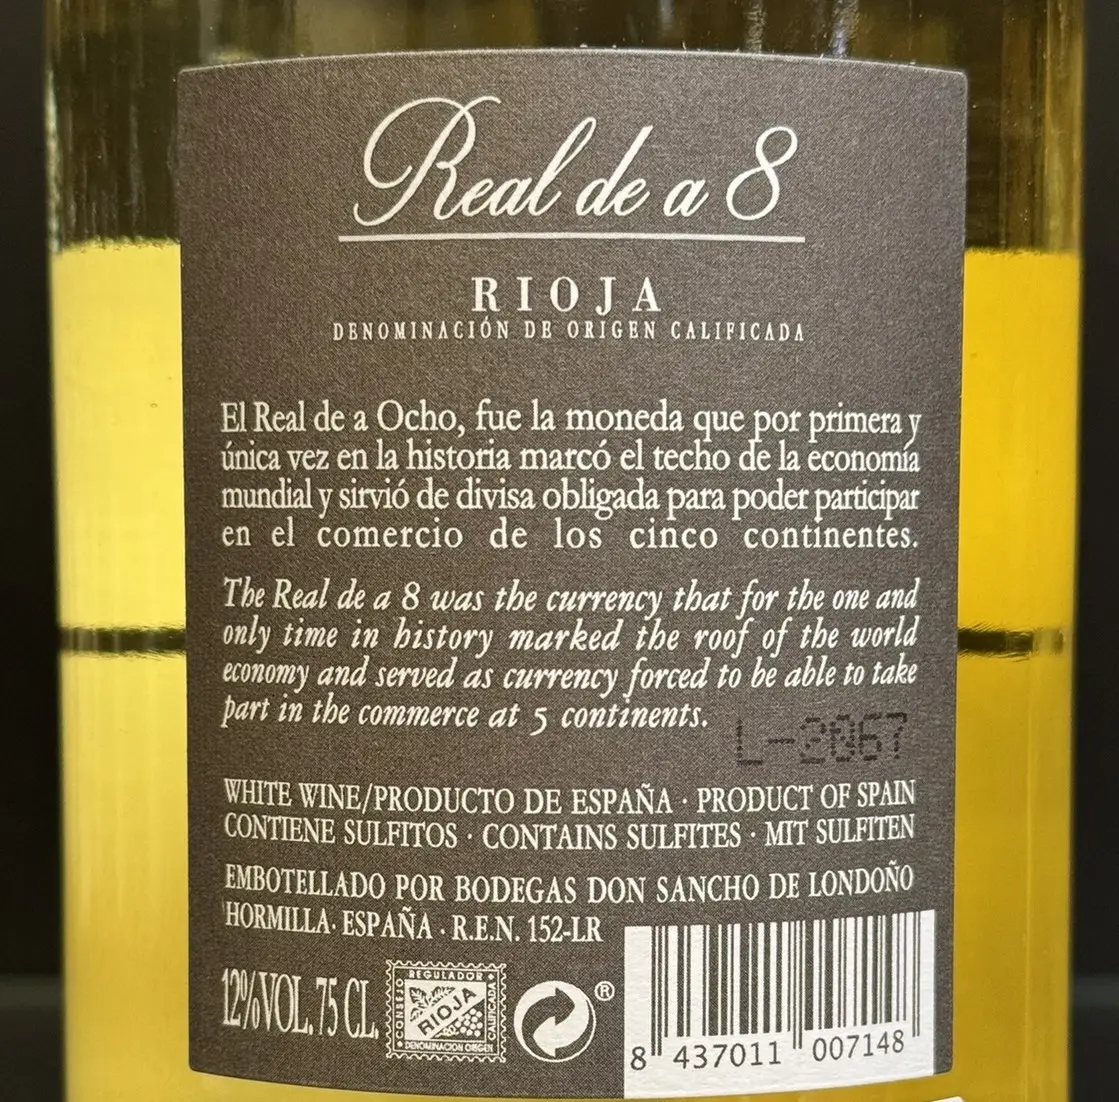 Real de a 8
RIOJA
DENOMINACIÓN DE ORIGEN CALIFICADA
El Real de a Ocho, fue la moneda que por primera y
única vez en la historia marcó el techo de la economía
mundial y sirvió de divisa obligada para poder participar
en el comercio de los cinco continentes.
The Real de a 8 was the currency that for the one and
only time in history marked the roof of the world
economy and served as currency forced to be able to take
part in the commerce at 5 continents.
L-2067
WHITE WINE/PRODUCTO DE ESPAÑA · PRODUCT OF SPAIN
CONTIENE SULFITOS · CONTAINS SULFITES · MIT SULFITEN
EMBOTELLADO POR BODEGAS DON SANCHO DE LONDOÑO
HORMILLA· ESPAÑA · R.E.N. 152-LR
12%VOL. 75 CL.
CONSEJO
REGULADOR
CALIFICADA
DENOMINACION ORIGEN
RIOJA
®
8 437011 007148